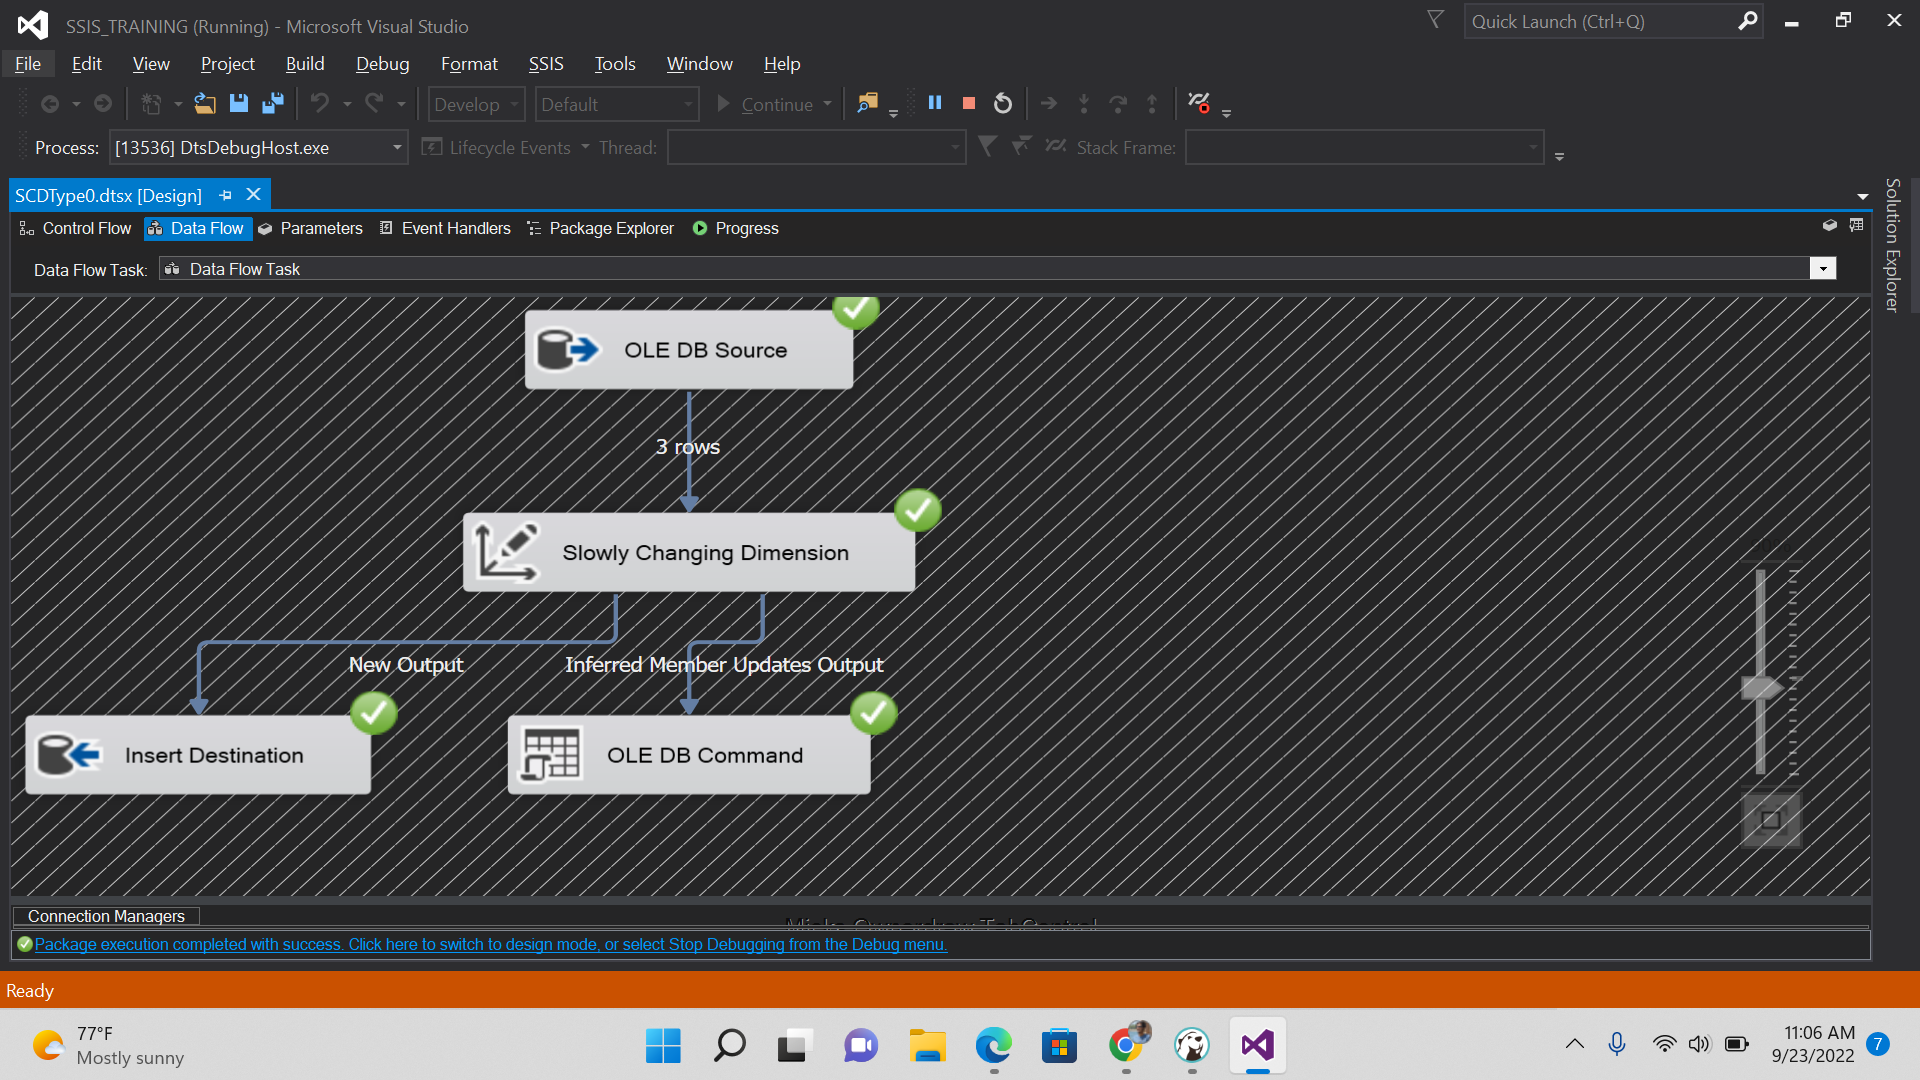 SSIS_TRAINING (Running) - Microsoft Visual Studio
Quick Launch (Ctrl+Q)
File Edit View Project Build Debug Format SSIS Tools Window Help
Develop Default Continue
Process: [13536] DtsDebugHost.exe Lifecycle Events Thread: Stack Frame:
SCDType0.dtsx [Design]
Solution Explorer
Control Flow Data Flow Parameters Event Handlers Package Explorer Progress
Data Flow Task: Data Flow Task
OLE DB Source
3 rows
Slowly Changing Dimension
New Output Inferred Member Updates Output
Insert Destination OLE DB Command
Connection Managers
Package execution completed with success. Click here to switch to design mode, or select Stop Debugging from the Debug menu.
Ready
77°F
Mostly sunny
11:06 AM
9/23/2022
7